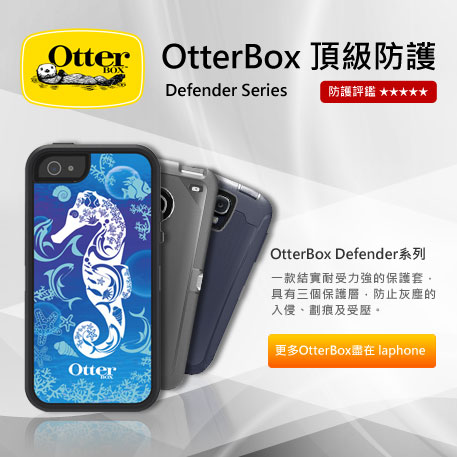 Otter
BOX
OtterBox 頂級防護
Defender Series
防護評鑑 ★★★★★
OtterBox Defender系列
一款結實耐受力強的保護套，
具有三個保護層，防止灰塵的
入侵、劃痕及受壓。
更多OtterBox盡在 laphone
Otter
BOX